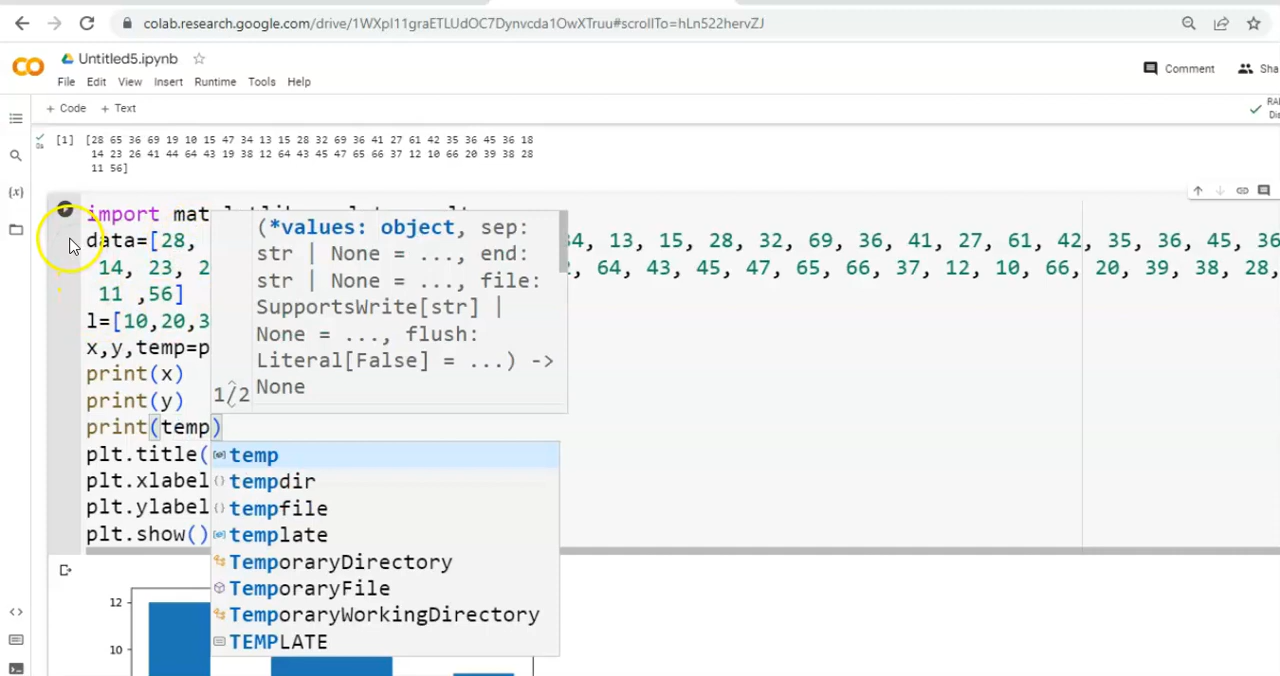 colab.research.google.com/drive/1WXpI11graETLUdOC7Dynvcda1OwXTruu#scrollTo=hLn522hervZJ
Untitled5.ipynb
Comment
File Edit View Insert Runtime Tools Help
+ Code + Text
[1] [28 65 36 69 19 10 15 47 34 13 15 28 32 69 36 41 27 61 42 35 36 45 36 18
14 23 26 41 44 64 43 19 38 12 64 43 45 47 65 66 37 12 10 66 20 39 38 28
11 56]
import
data=[28, 34, 13, 15, 28, 32, 69, 36, 41, 27, 61, 42, 35, 36, 45, 36
14, 23, 2 , 64, 43, 45, 47, 65, 66, 37, 12, 10, 66, 20, 39, 38, 28,
11 ,56]
l=[10,20,3
x,y,temp=p
print(x)
print(y)
print(temp)
plt.title(
plt.xlabel
plt.ylabel
plt.show()
(*values: object, sep:
str | None = ..., end:
str | None = ..., file:
SupportsWrite[str] |
None = ..., flush:
Literal[False] = ...) ->
1/2 None
temp
tempdir
tempfile
template
TemporaryDirectory
TemporaryFile
TemporaryWorkingDirectory
TEMPLATE
12
10